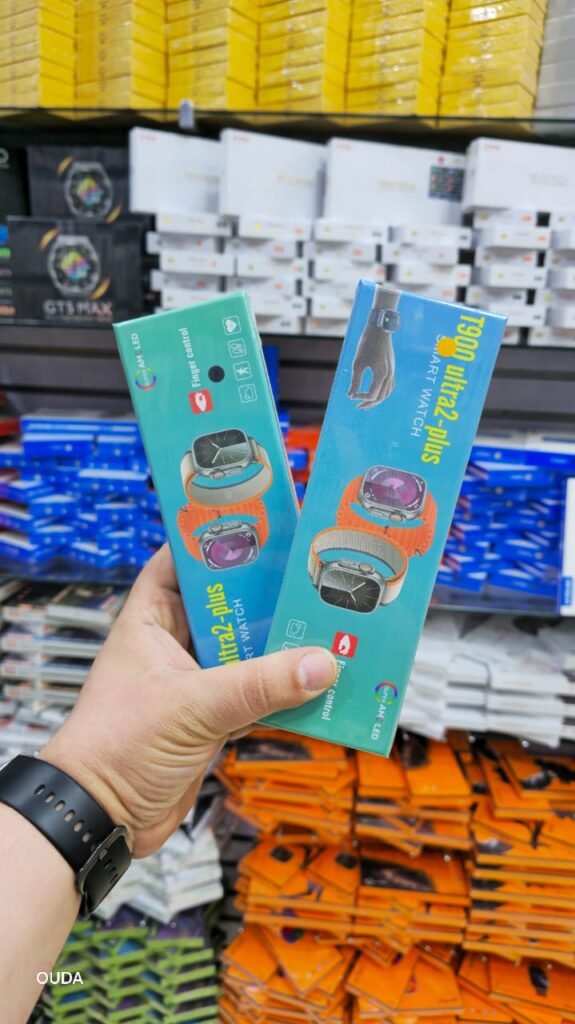 GT3 MAX
AMOLED
Finger control
ultra2-plus
SMART WATCH
T900 ultra2-plus
SMART WATCH
Finger control
AMOLED
OUDA